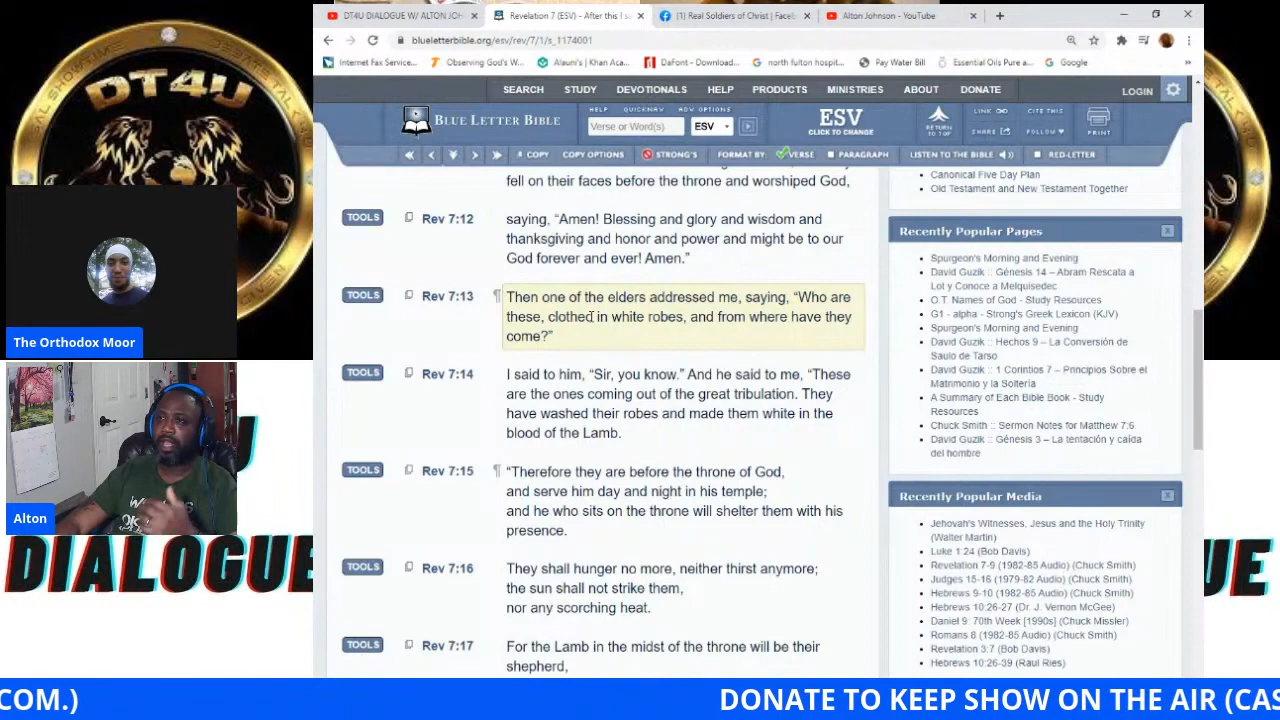 DT4U DIALOGUE W/ ALTON JOH
Revelation 7 (ESV) - After this I s
(1) Real Soldiers of Christ | Face
Alton Johnson - YouTube
blueletterbible.org/esv/rev/7/1/s_1174001
Internet Fax Service...
Observing God's W...
Alaum's | Khan Aca...
DaFont - Download...
north fulton hospit...
Pay Water Bill
Essential Oils Pure a...
Google
SEARCH STUDY DEVOTIONALS HELP PRODUCTS MINISTRIES ABOUT DONATE LOGIN
BLUE LETTER BIBLE
HELP QUICKNAV ADV OPTIONS
Verse or Word(s) ESV
ESV
CLICK TO CHANGE
RETURN
TO TOP
LINK CITE THIS
SHARE FOLLOW
PRINT
COPY COPY OPTIONS STRONG'S FORMAT BY: VERSE PARAGRAPH LISTEN TO THE BIBLE RED-LETTER
fell on their faces before the throne and worshiped God,
TOOLS Rev 7:12 saying, “Amen! Blessing and glory and wisdom and
thanksgiving and honor and power and might be to our
God forever and ever! Amen.”
TOOLS Rev 7:13 ¶ Then one of the elders addressed me, saying, “Who are
these, clothed in white robes, and from where have they
come?”
TOOLS Rev 7:14 I said to him, “Sir, you know.” And he said to me, “These
are the ones coming out of the great tribulation. They
have washed their robes and made them white in the
blood of the Lamb.
TOOLS Rev 7:15 ¶ “Therefore they are before the throne of God,
and serve him day and night in his temple;
and he who sits on the throne will shelter them with his
presence.
TOOLS Rev 7:16 They shall hunger no more, neither thirst anymore;
the sun shall not strike them,
nor any scorching heat.
TOOLS Rev 7:17 For the Lamb in the midst of the throne will be their
shepherd,
Canonical Five Day Plan
Old Testament and New Testament Together
Recently Popular Pages
Spurgeon's Morning and Evening
David Guzik :: Génesis 14 – Abram Rescata a
Lot y Conoce a Melquisedec
O.T. Names of God - Study Resources
G1 - alpha - Strong's Greek Lexicon (KJV)
Spurgeon's Morning and Evening
David Guzik :: Hechos 9 – La Conversión de
Saulo de Tarso
David Guzik :: 1 Corintios 7 – Principios Sobre el
Matrimonio y la Soltería
A Summary of Each Bible Book - Study
Resources
Chuck Smith :: Sermon Notes for Matthew 7:6
David Guzik :: Génesis 3 – La tentación y caída
del hombre
Recently Popular Media
Jehovah's Witnesses, Jesus and the Holy Trinity
(Walter Martin)
Luke 1:24 (Bob Davis)
Revelation 7-9 (1982-85 Audio) (Chuck Smith)
Judges 15-16 (1979-82 Audio) (Chuck Smith)
Hebrews 9-10 (1982-85 Audio) (Chuck Smith)
Hebrews 10:26-27 (Dr. J. Vernon McGee)
Daniel 9: 70th Week [1990s] (Chuck Missler)
Romans 8 (1982-85 Audio) (Chuck Smith)
Revelation 3:7 (Bob Davis)
Hebrews 10:26-39 (Raul Ries)
DT4U
The Orthodox Moor
Alton
DIALOGUE
COM.) DONATE TO KEEP SHOW ON THE AIR (CAS